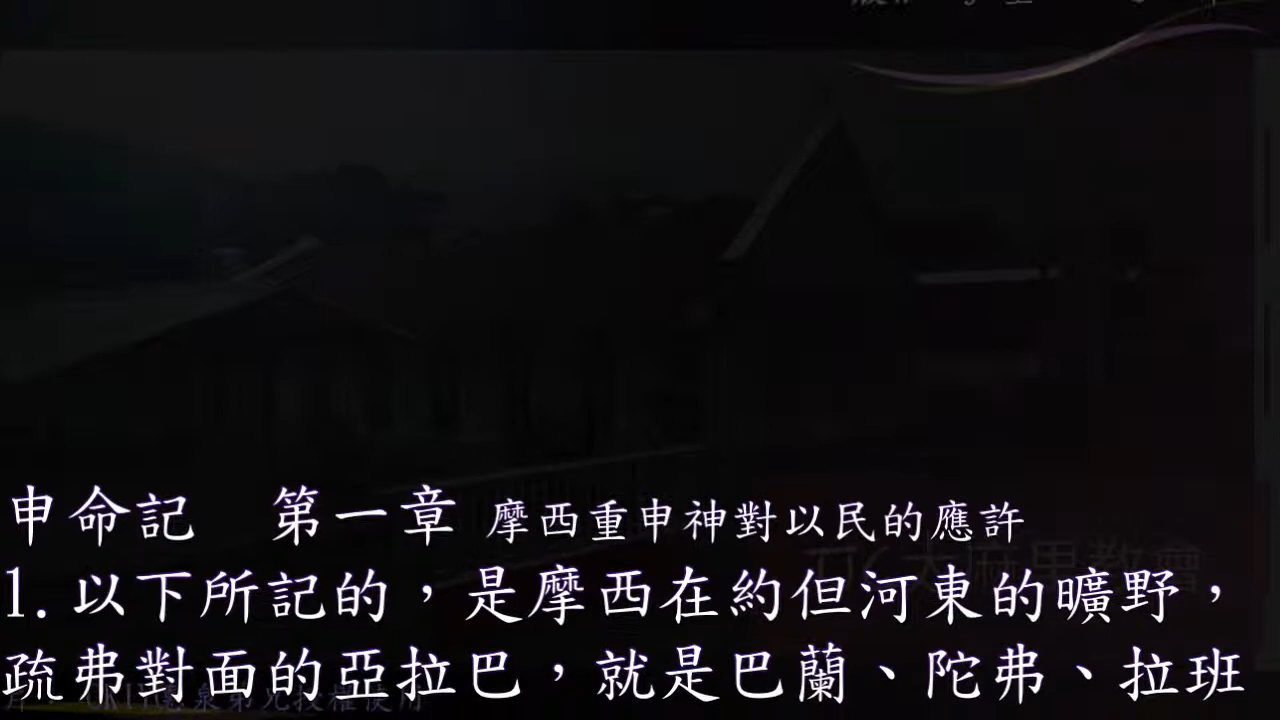 申命記　第一章 摩西重申神對以民的應許
1. 以下所記的，是摩西在約但河東的曠野，
疏弗對面的亞拉巴，就是巴蘭、陀弗、拉班